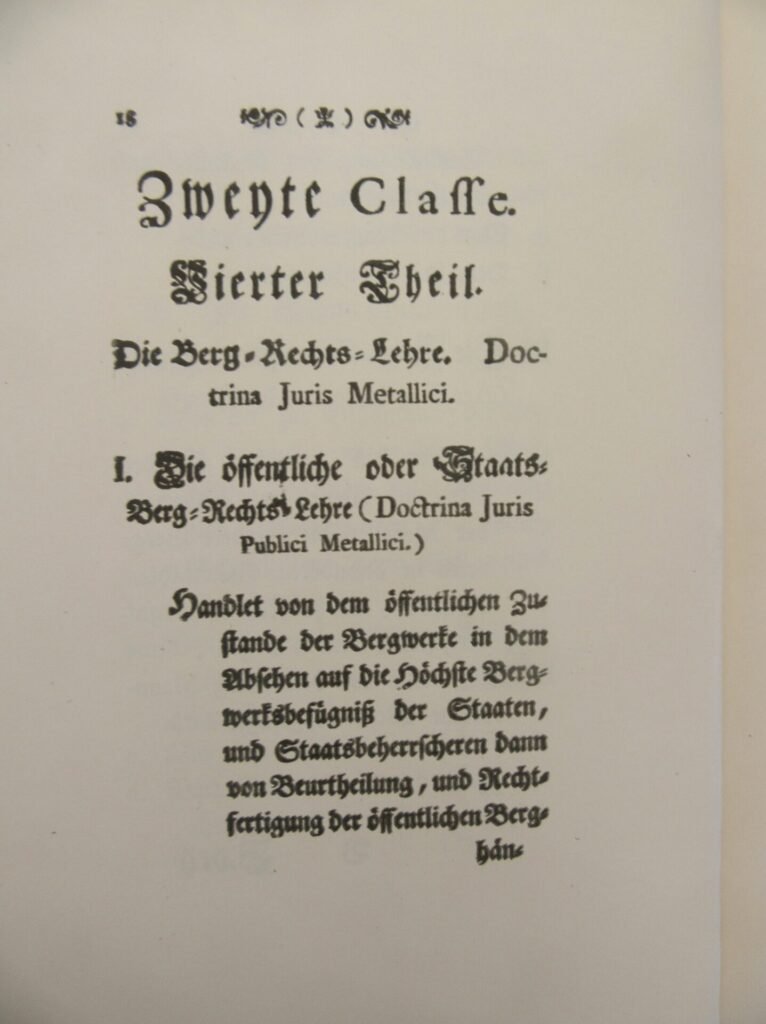 18
Zweyte Classe.
Vierter Theil.
Die Berg-Rechts-Lehre. Doc-
trina Juris Metallici.
I. Die öffentliche oder Staats-
Berg-Rechts-Lehre (Doctrina Juris
Publici Metallici.)
Handlet von dem öffentlichen Zu-
stande der Bergwerke in dem
Absehen auf die Höchste Berg-
werksbefügniß der Staaten,
und Staatsbeherrscheren dann
von Beurtheilung, und Recht-
fertigung der öffentlichen Berg-
hän-